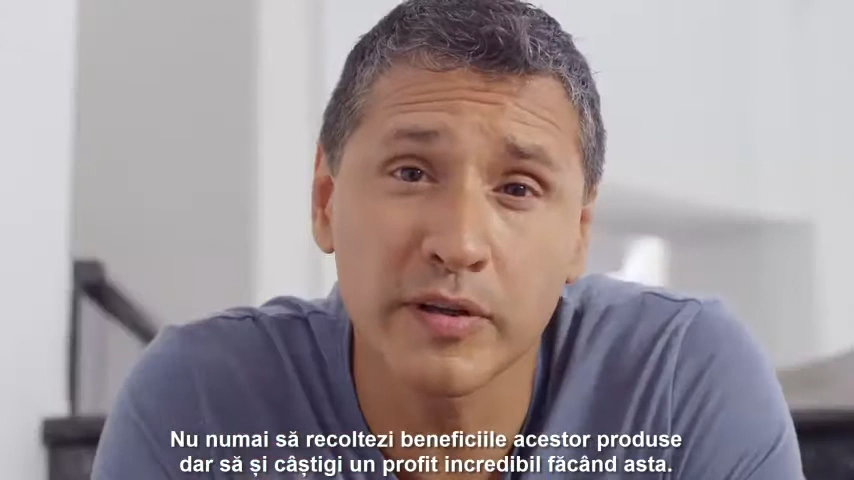 Nu numai să recoltezi beneficiile acestor produse
dar să și câștigi un profit incredibil făcând asta.